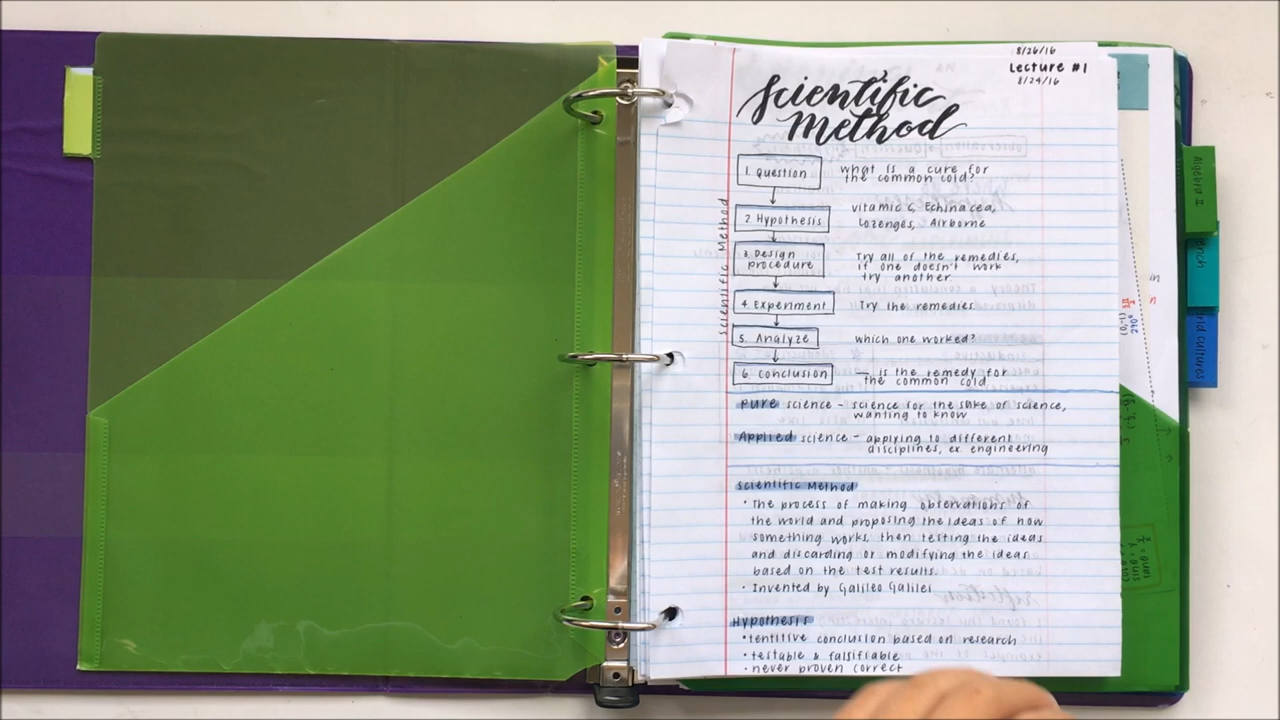 8/26/16
Lecture #1
8/24/16
Scientific
Method
1. Question
what is a cure for
the common cold?
2. Hypothesis
vitamic C, Echinacea,
Lozenges, Airborne
3. Design
procedure
Try all of the remedies,
if one doesn't work
try another
4. Experiment
Try the remedies.
5. Analyze
which one worked?
6. Conclusion
__ is the remedy for
the common cold
scientific Method
Pure science - science for the sake of science,
wanting to know
Applied science - applying to different
disciplines, ex. engineering
Scientific Method
• The process of making observations of
the world and proposing the ideas of how
something works, then testing the ideas
and discarding or modifying the ideas
based on the test results.
• Invented by Galileo Galilei
Hypothesis
• tentitive conclusion based on research
• testable & falsifiable
• never proven correct
Algebra II
ench
rld cultures